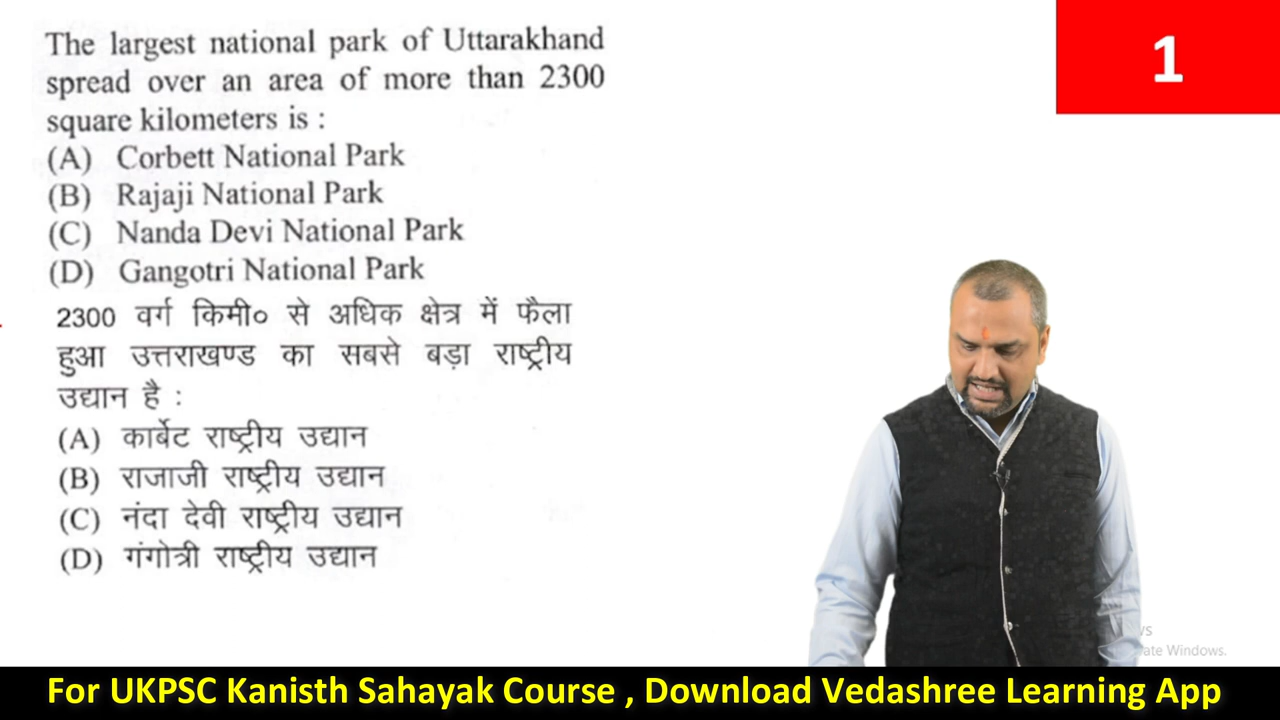 The largest national park of Uttarakhand
spread over an area of more than 2300
square kilometers is :
(A) Corbett National Park
(B) Rajaji National Park
(C) Nanda Devi National Park
(D) Gangotri National Park
2300 वर्ग किमी० से अधिक क्षेत्र में फैला
हुआ उत्तराखण्ड का सबसे बड़ा राष्ट्रीय
उद्यान है :
(A) कार्बेट राष्ट्रीय उद्यान
(B) राजाजी राष्ट्रीय उद्यान
(C) नंदा देवी राष्ट्रीय उद्यान
(D) गंगोत्री राष्ट्रीय उद्यान
1
Windows.
For UKPSC Kanisth Sahayak Course , Download Vedashree Learning App